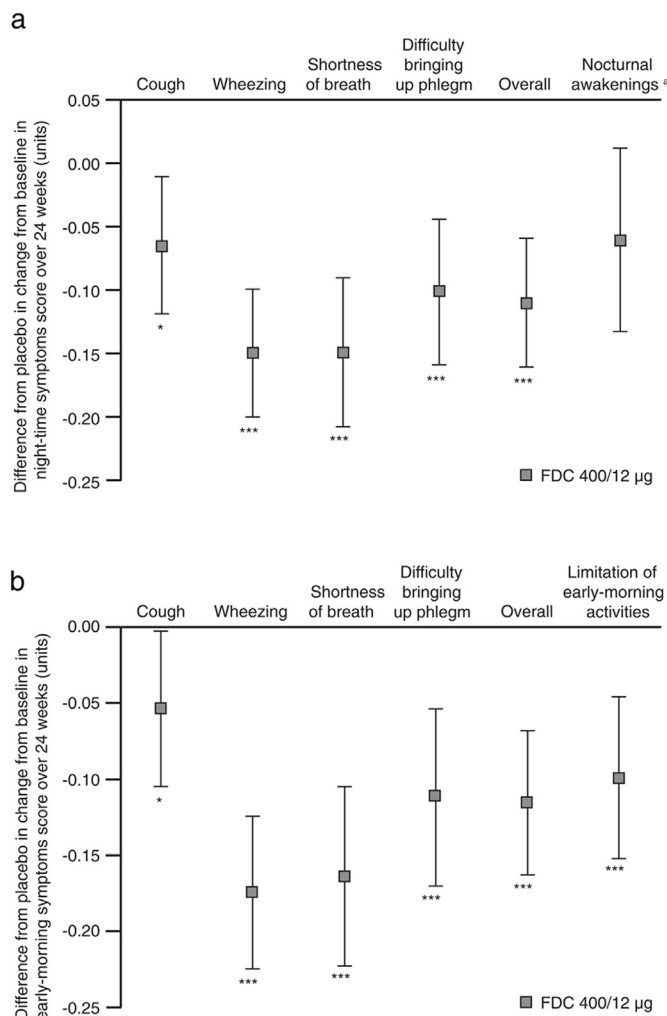 a
Difference from placebo in change from baseline in
night-time symptoms score over 24 weeks (units)
Cough
Wheezing
Shortness
of breath
Difficulty
bringing
up phlegm
Overall
Nocturnal
awakenings a
0.05
0.00
-0.05
-0.10
-0.15
-0.20
-0.25
*
***
***
***
***
FDC 400/12 µg
b
Difference from placebo in change from baseline in
early-morning symptoms score over 24 weeks (units)
Cough
Wheezing
Shortness
of breath
Difficulty
bringing
up phlegm
Overall
Limitation of
early-morning
activities
0.00
-0.05
-0.10
-0.15
-0.20
-0.25
*
***
***
***
***
***
FDC 400/12 µg